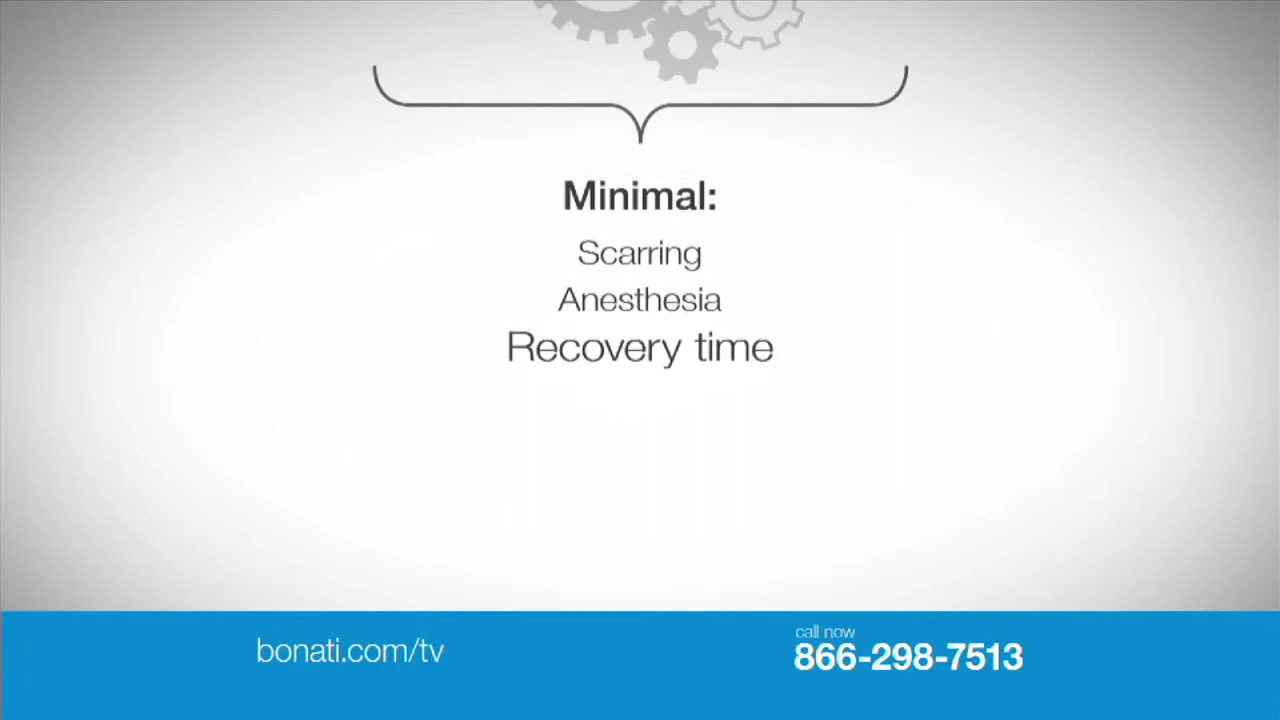 Minimal:
Scarring
Anesthesia
Recovery time
bonati.com/tv
call now
866-298-7513